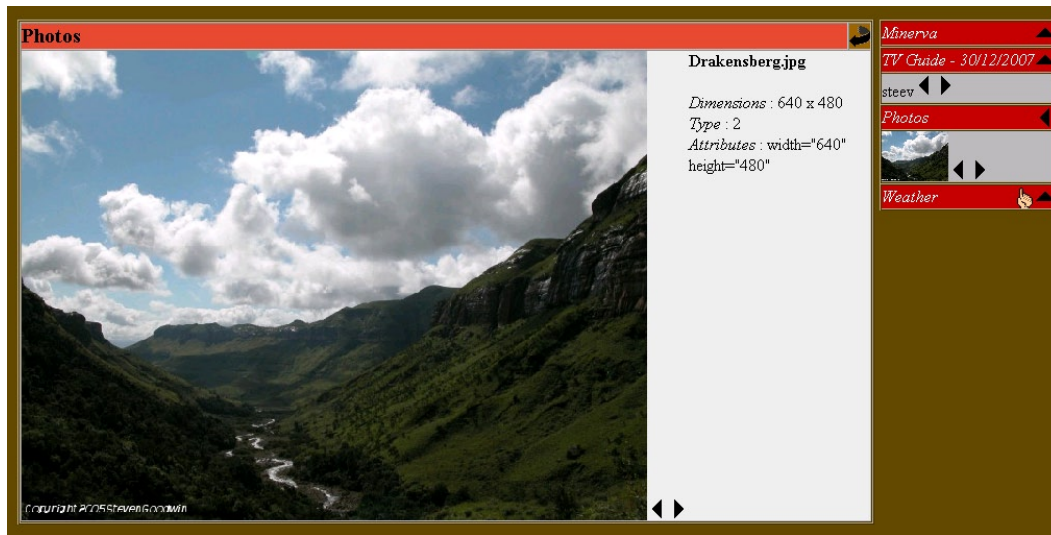 Photos
Drakensberg.jpg
Dimensions : 640 x 480
Type : 2
Attributes : width="640"
height="480"
Copyright 2005 Steven Goodwin
Minerva
TV Guide - 30/12/2007
steev
Photos
Weather